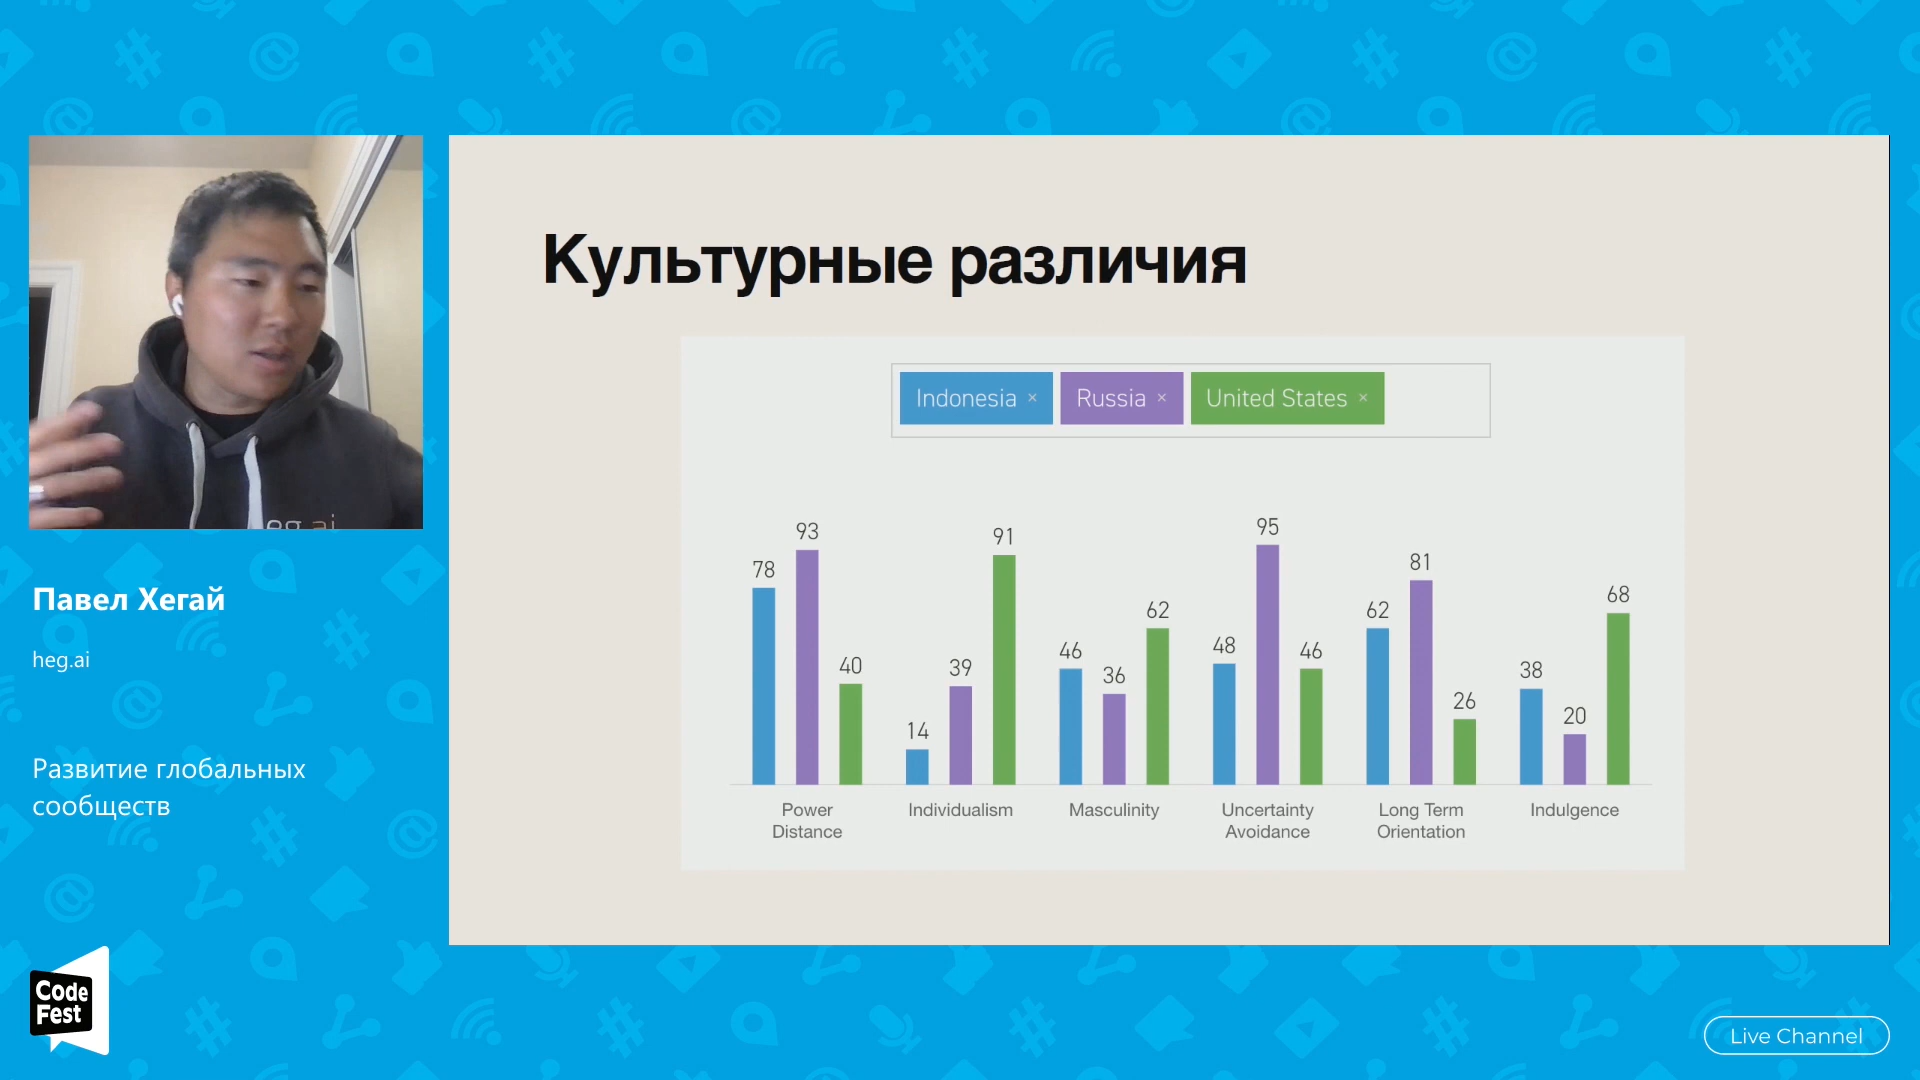 Культурные различия
Indonesia ×
Russia ×
United States ×
78
93
40
14
39
91
46
36
62
48
95
46
62
81
26
38
20
68
Power
Distance
Individualism
Masculinity
Uncertainty
Avoidance
Long Term
Orientation
Indulgence
eg.ai
Павел Хегай
heg.ai
Развитие глобальных
сообществ
Code
Fest
Live Channel